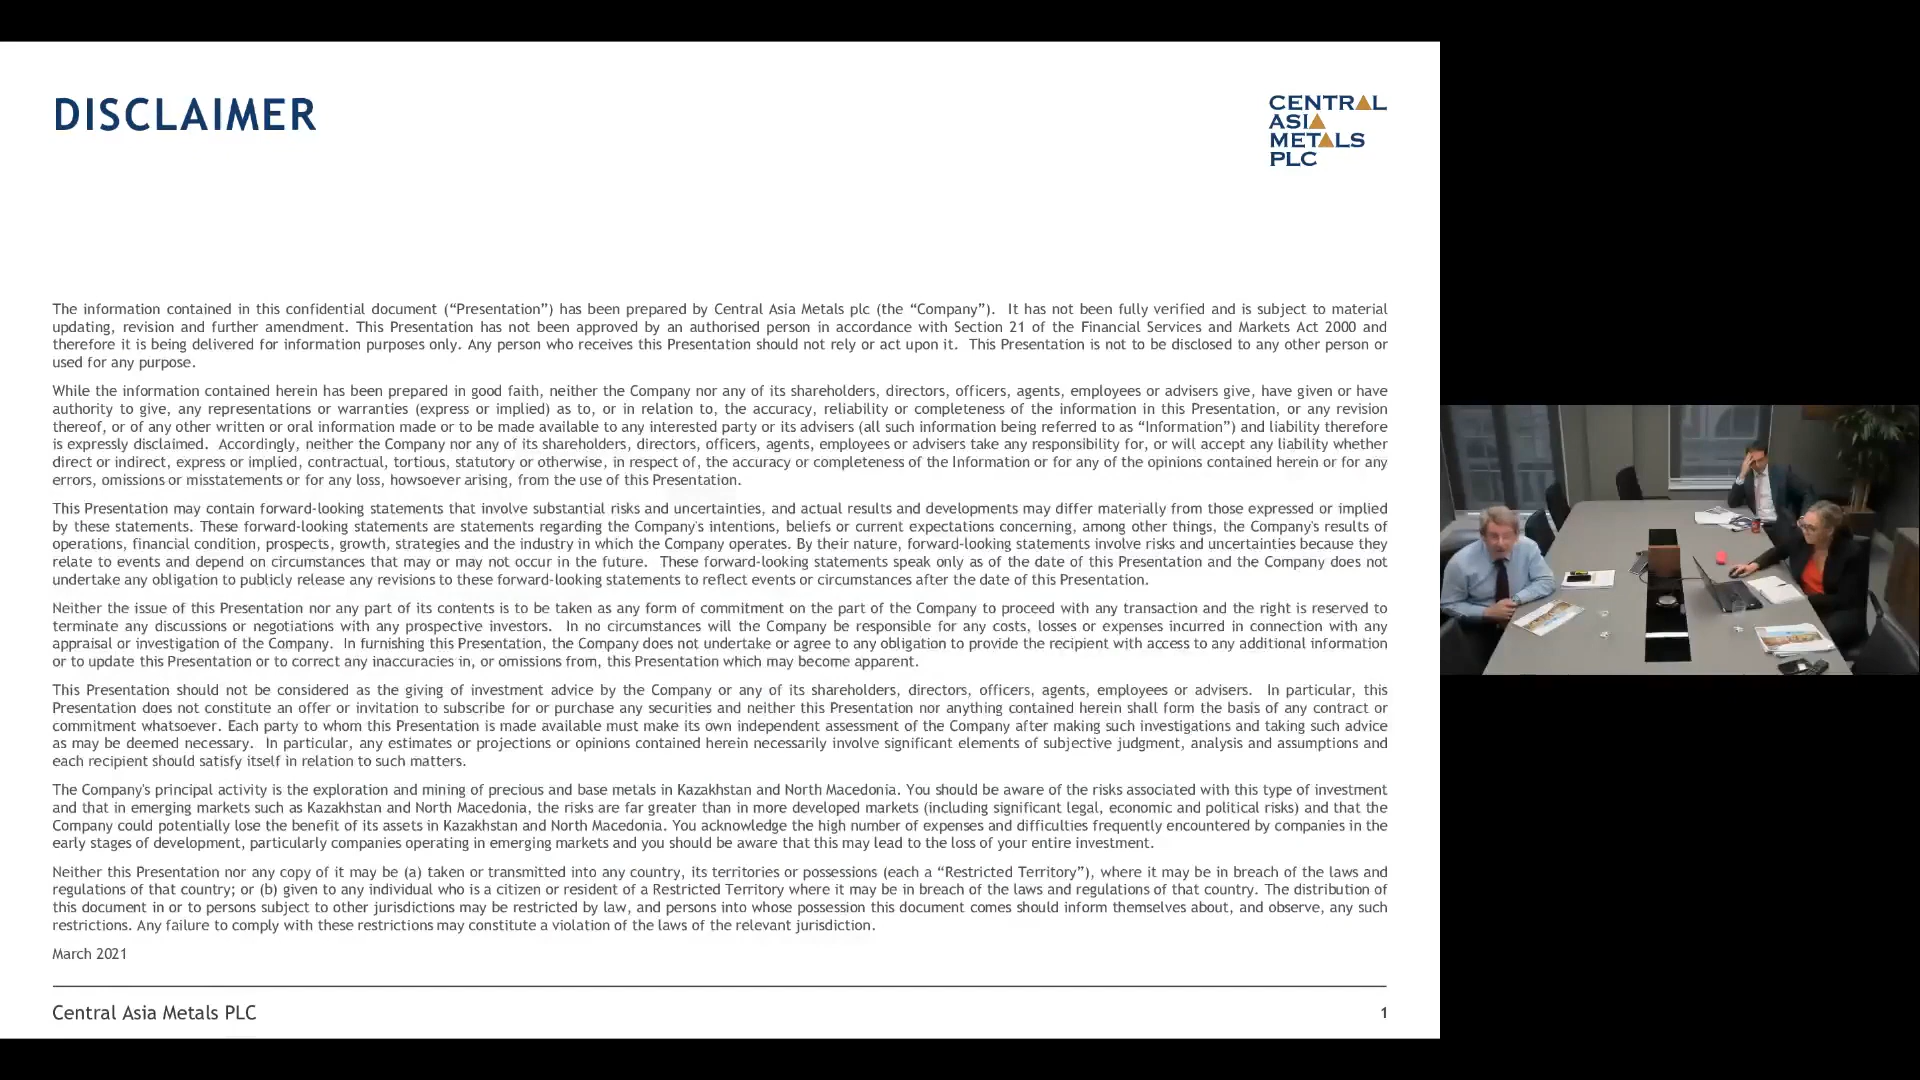 DISCLAIMER
CENTRAL
ASIA
METALS
PLC
The information contained in this confidential document (“Presentation”) has been prepared by Central Asia Metals plc (the “Company”). It has not been fully verified and is subject to material
updating, revision and further amendment. This Presentation has not been approved by an authorised person in accordance with Section 21 of the Financial Services and Markets Act 2000 and
therefore it is being delivered for information purposes only. Any person who receives this Presentation should not rely or act upon it. This Presentation is not to be disclosed to any other person or
used for any purpose.
While the information contained herein has been prepared in good faith, neither the Company nor any of its shareholders, directors, officers, agents, employees or advisers give, have given or have
authority to give, any representations or warranties (express or implied) as to, or in relation to, the accuracy, reliability or completeness of the information in this Presentation, or any revision
thereof, or of any other written or oral information made or to be made available to any interested party or its advisers (all such information being referred to as “Information”) and liability therefore
is expressly disclaimed. Accordingly, neither the Company nor any of its shareholders, directors, officers, agents, employees or advisers take any responsibility for, or will accept any liability whether
direct or indirect, express or implied, contractual, tortious, statutory or otherwise, in respect of, the accuracy or completeness of the Information or for any of the opinions contained herein or for any
errors, omissions or misstatements or for any loss, howsoever arising, from the use of this Presentation.
This Presentation may contain forward-looking statements that involve substantial risks and uncertainties, and actual results and developments may differ materially from those expressed or implied
by these statements. These forward-looking statements are statements regarding the Company's intentions, beliefs or current expectations concerning, among other things, the Company's results of
operations, financial condition, prospects, growth, strategies and the industry in which the Company operates. By their nature, forward-looking statements involve risks and uncertainties because they
relate to events and depend on circumstances that may or may not occur in the future. These forward-looking statements speak only as of the date of this Presentation and the Company does not
undertake any obligation to publicly release any revisions to these forward-looking statements to reflect events or circumstances after the date of this Presentation.
Neither the issue of this Presentation nor any part of its contents is to be taken as any form of commitment on the part of the Company to proceed with any transaction and the right is reserved to
terminate any discussions or negotiations with any prospective investors. In no circumstances will the Company be responsible for any costs, losses or expenses incurred in connection with any
appraisal or investigation of the Company. In furnishing this Presentation, the Company does not undertake or agree to any obligation to provide the recipient with access to any additional information
or to update this Presentation or to correct any inaccuracies in, or omissions from, this Presentation which may become apparent.
This Presentation should not be considered as the giving of investment advice by the Company or any of its shareholders, directors, officers, agents, employees or advisers. In particular, this
Presentation does not constitute an offer or invitation to subscribe for or purchase any securities and neither this Presentation nor anything contained herein shall form the basis of any contract or
commitment whatsoever. Each party to whom this Presentation is made available must make its own independent assessment of the Company after making such investigations and taking such advice
as may be deemed necessary. In particular, any estimates or projections or opinions contained herein necessarily involve significant elements of subjective judgment, analysis and assumptions and
each recipient should satisfy itself in relation to such matters.
The Company's principal activity is the exploration and mining of precious and base metals in Kazakhstan and North Macedonia. You should be aware of the risks associated with this type of investment
and that in emerging markets such as Kazakhstan and North Macedonia, the risks are far greater than in more developed markets (including significant legal, economic and political risks) and that the
Company could potentially lose the benefit of its assets in Kazakhstan and North Macedonia. You acknowledge the high number of expenses and difficulties frequently encountered by companies in the
early stages of development, particularly companies operating in emerging markets and you should be aware that this may lead to the loss of your entire investment.
Neither this Presentation nor any copy of it may be (a) taken or transmitted into any country, its territories or possessions (each a “Restricted Territory”), where it may be in breach of the laws and
regulations of that country; or (b) given to any individual who is a citizen or resident of a Restricted Territory where it may be in breach of the laws and regulations of that country. The distribution of
this document in or to persons subject to other jurisdictions may be restricted by law, and persons into whose possession this document comes should inform themselves about, and observe, any such
restrictions. Any failure to comply with these restrictions may constitute a violation of the laws of the relevant jurisdiction.
March 2021
Central Asia Metals PLC
1